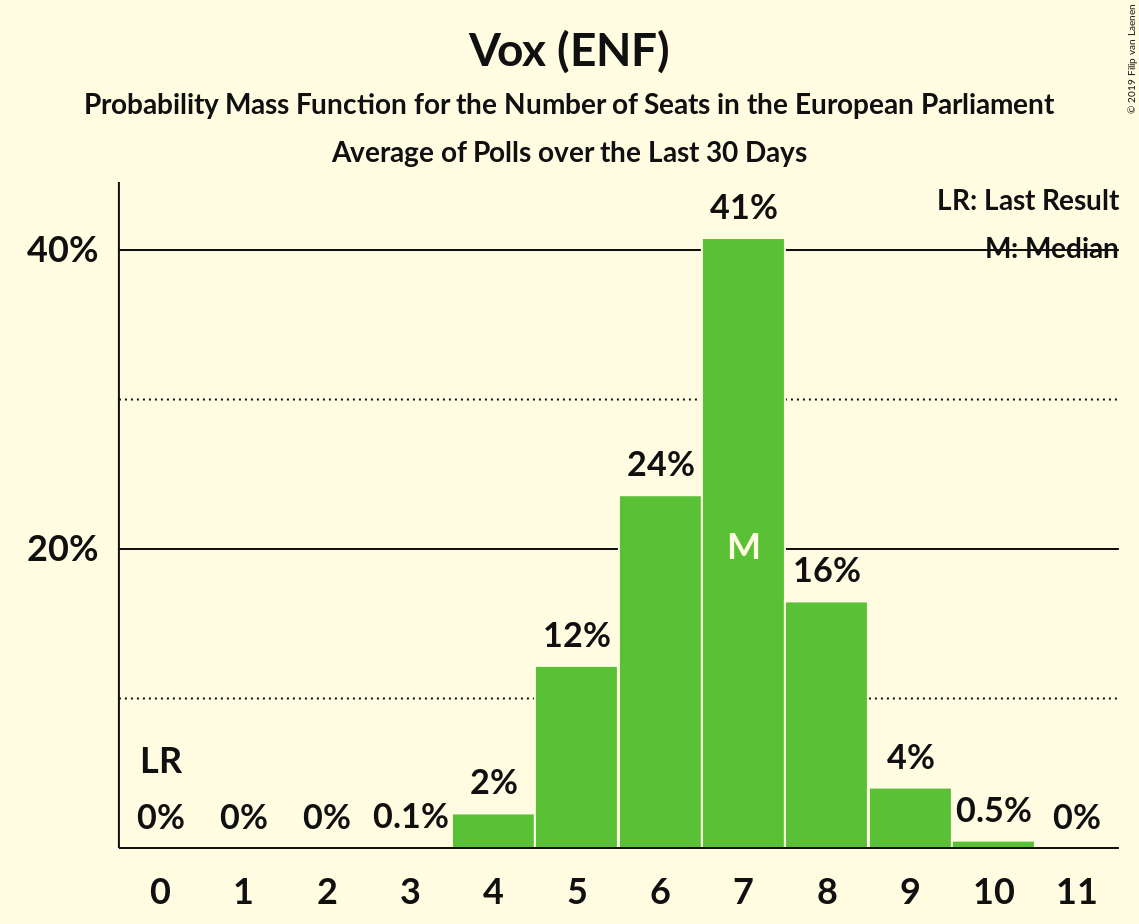 Vox (ENF)
Probability Mass Function for the Number of Seats in the European Parliament
Average of Polls over the Last 30 Days
© 2019 Filip van Laenen
LR: Last Result
M: Median
40%
20%
LR
0%
0%
0%
0.1%
2%
12%
24%
41%
M
16%
4%
0.5%
0%
0 1 2 3 4 5 6 7 8 9 10 11